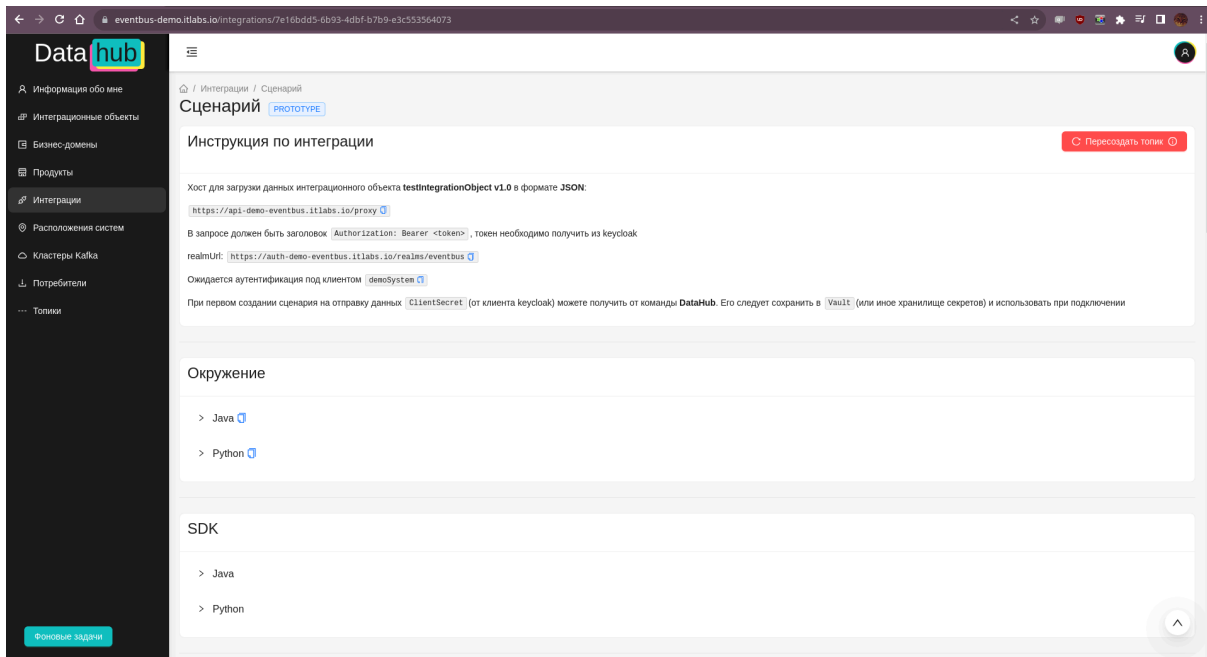 eventbus-demo.itlabs.io/integrations/7e16bdd5-6b93-4dbf-b7b9-e3c553564073
Data hub
Информация обо мне
Интеграционные объекты
Бизнес-домены
Продукты
Интеграции
Расположения систем
Кластеры Kafka
Потребители
Топики
Фоновые задачи
/ Интеграции / Сценарий
Сценарий PROTOTYPE
Инструкция по интеграции
Пересоздать топик
Хост для загрузки данных интеграционного объекта testIntegrationObject v1.0 в формате JSON:
https://api-demo-eventbus.itlabs.io/proxy
В запросе должен быть заголовок Authorization: Bearer <token> , токен необходимо получить из keycloak
realmUrl: https://auth-demo-eventbus.itlabs.io/realms/eventbus
Ожидается аутентификация под клиентом demoSystem
При первом создании сценария на отправку данных ClientSecret (от клиента keycloak) можете получить от команды DataHub. Его следует сохранить в Vault (или иное хранилище секретов) и использовать при подключении
Окружение
Java
Python
SDK
Java
Python